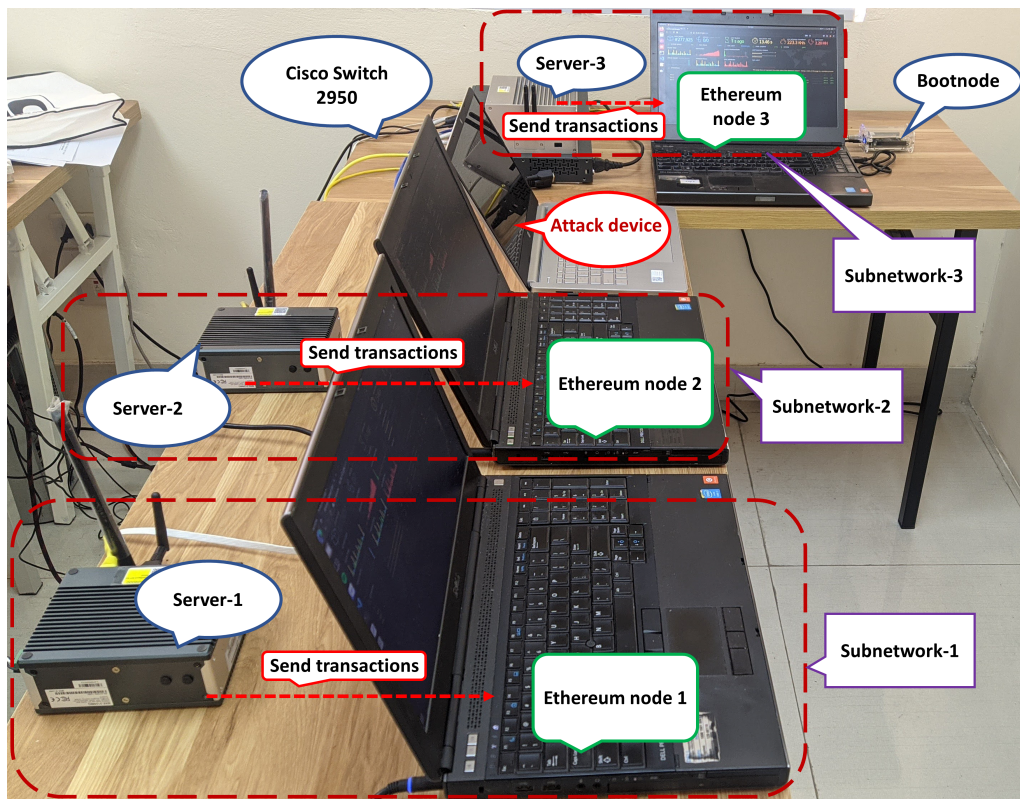 Cisco Switch
2950
Server-3
Send transactions
Ethereum
node 3
Bootnode
Attack device
Subnetwork-3
Send transactions
Server-2
Ethereum node 2
Subnetwork-2
Server-1
Send transactions
Ethereum node 1
Subnetwork-1